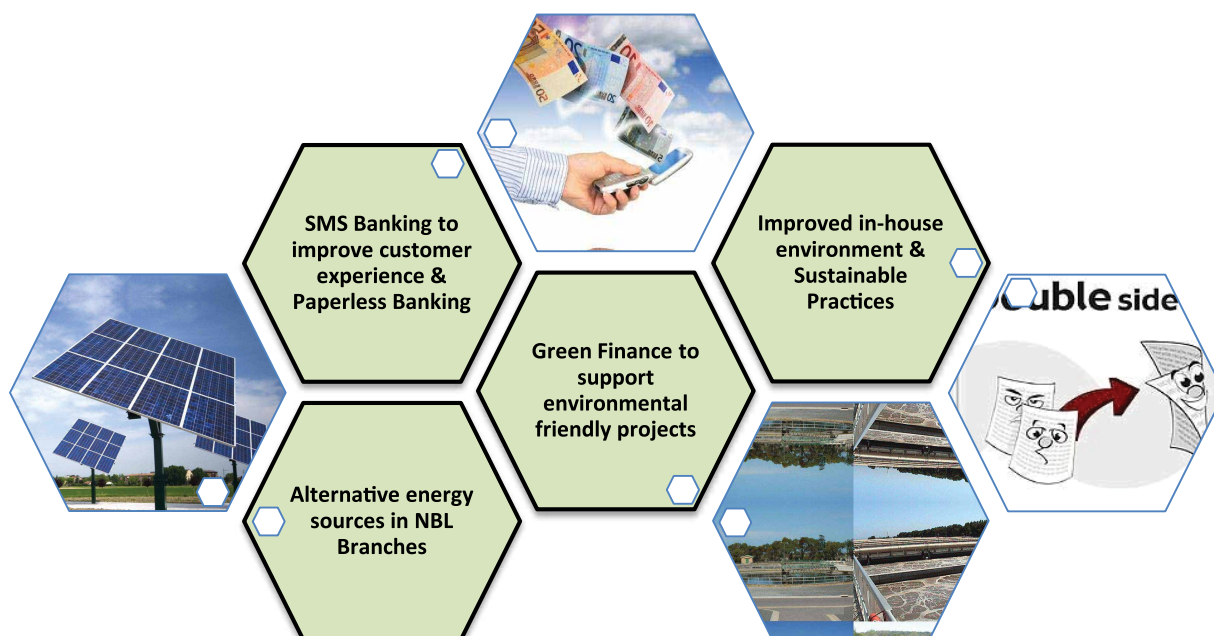 SMS Banking to
improve customer
experience &
Paperless Banking
Improved in-house
environment &
Sustainable
Practices
uble side
Green Finance to
support
environmental
friendly projects
Alternative energy
sources in NBL
Branches